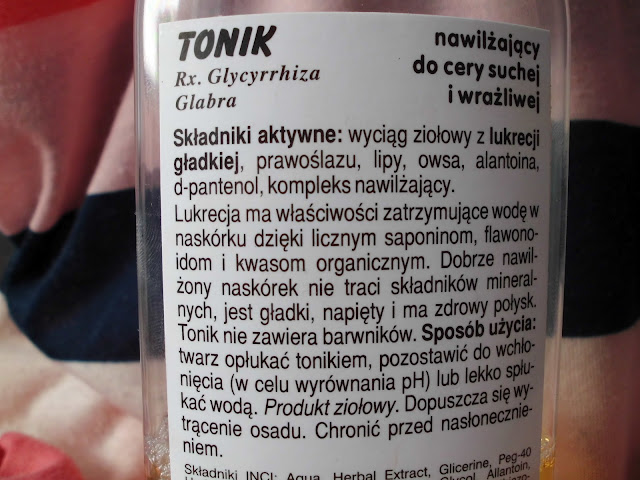 TONIK
Rx. Glycyrrhiza
Glabra
nawilżający
do cery suchej
i wrażliwej
Składniki aktywne: wyciąg ziołowy z lukrecji
gładkiej, prawoślazu, lipy, owsa, alantoina,
d-pantenol, kompleks nawilżający.
Lukrecja ma właściwości zatrzymujące wodę w
naskórku dzięki licznym saponinom, flawono-
idom i kwasom organicznym. Dobrze nawil-
żony naskórek nie traci składników mineral-
nych, jest gładki, napięty i ma zdrowy połysk.
Tonik nie zawiera barwników. Sposób użycia:
twarz opłukać tonikiem, pozostawić do wchło-
nięcia (w celu wyrównania pH) lub lekko spłu-
kać wodą. Produkt ziołowy. Dopuszcza się wy-
trącenie osadu. Chronić przed nasłonecznie-
niem.
Składniki INCI: Aqua, Herbal Extract, Glicerine, Peg-40
Glycol, Allantoin,